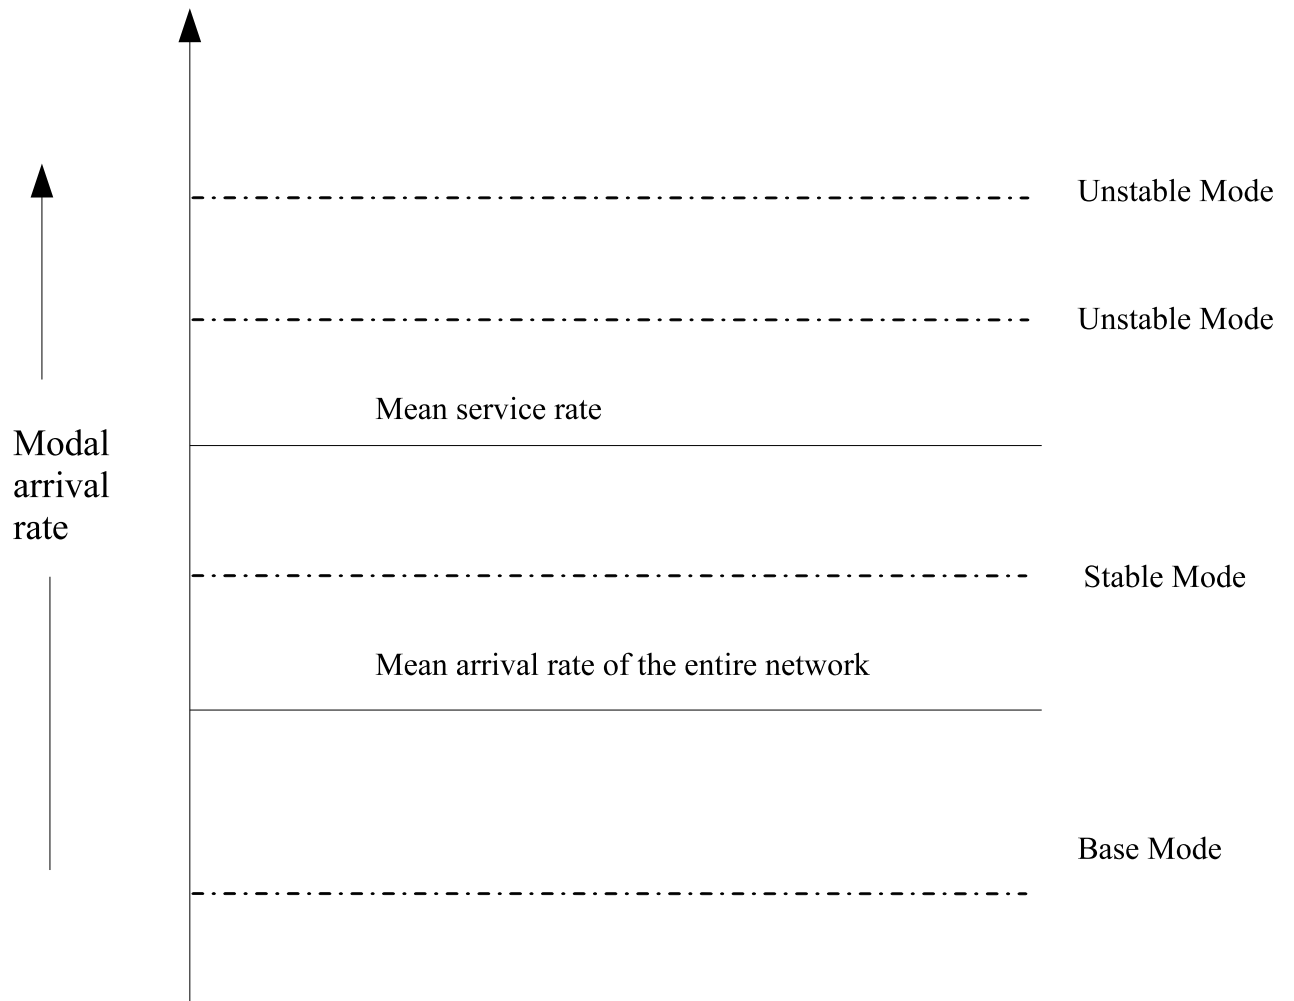 Unstable Mode
Unstable Mode
Mean service rate
Modal
arrival
rate
Stable Mode
Mean arrival rate of the entire network
Base Mode